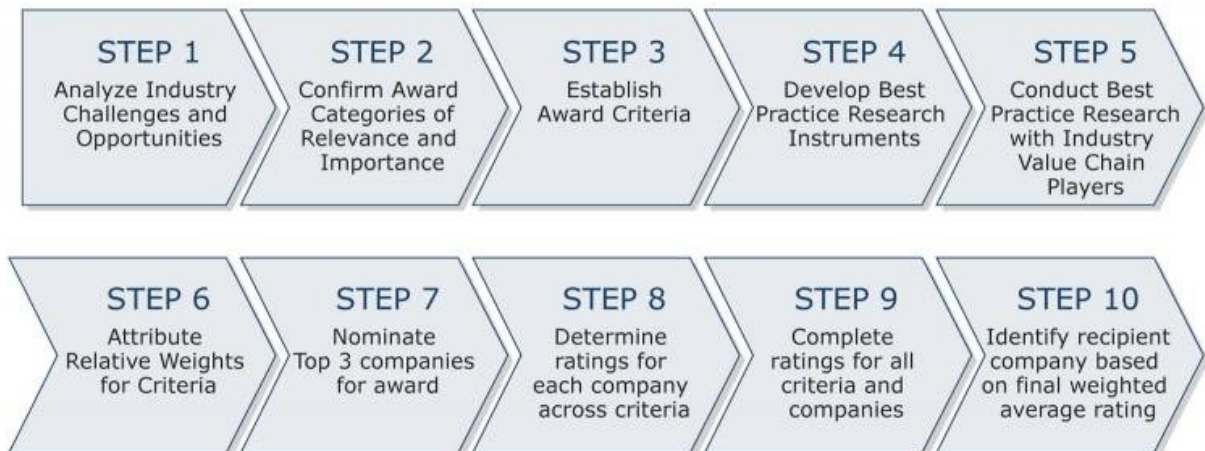 STEP 1
Analyze Industry
Challenges and
Opportunities
STEP 2
Confirm Award
Categories of
Relevance and
Importance
STEP 3
Establish
Award Criteria
STEP 4
Develop Best
Practice Research
Instruments
STEP 5
Conduct Best
Practice Research
with Industry
Value Chain
Players
STEP 6
Attribute
Relative Weights
for Criteria
STEP 7
Nominate
Top 3 companies
for award
STEP 8
Determine
ratings for
each company
across criteria
STEP 9
Complete
ratings for all
criteria and
companies
STEP 10
Identify recipient
company based
on final weighted
average rating